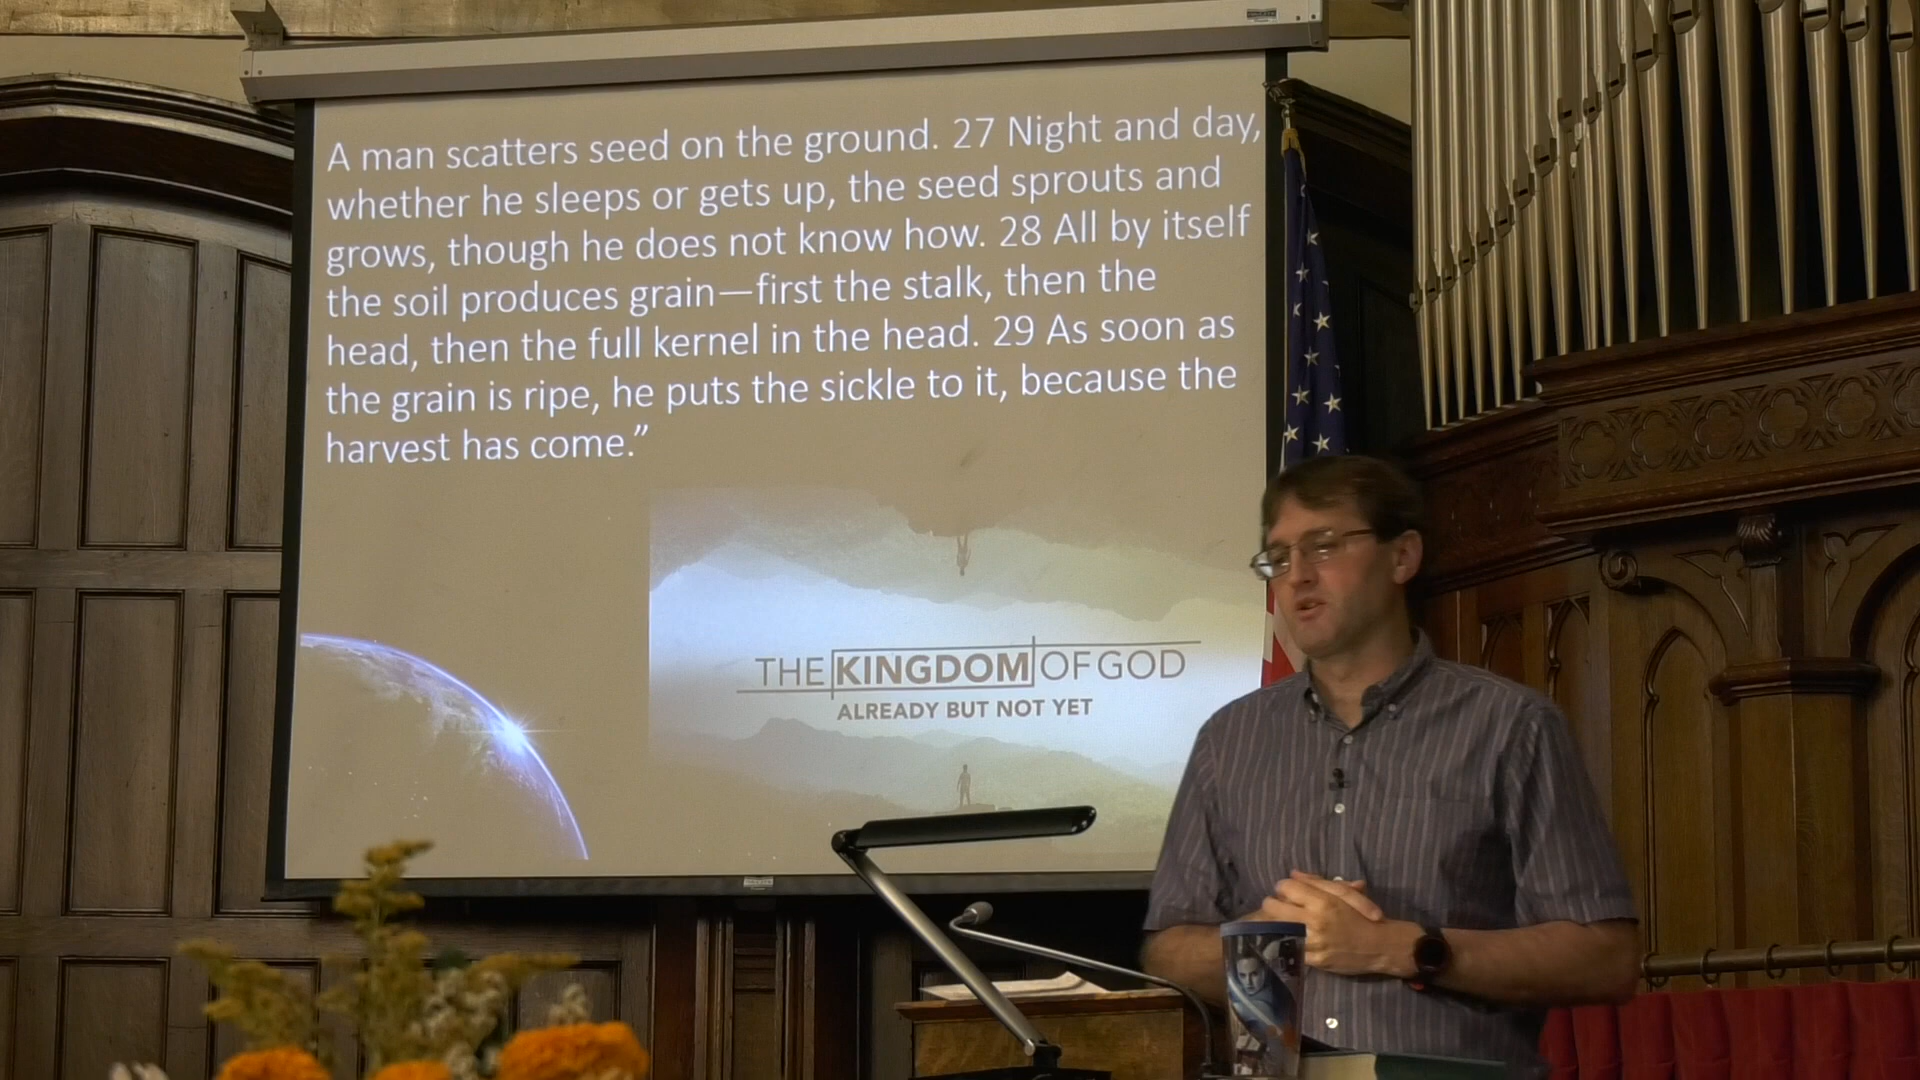 A man scatters seed on the ground. 27 Night and day,
whether he sleeps or gets up, the seed sprouts and
grows, though he does not know how. 28 All by itself
the soil produces grain—first the stalk, then the
head, then the full kernel in the head. 29 As soon as
the grain is ripe, he puts the sickle to it, because the
harvest has come.”
THE KINGDOM OF GOD
ALREADY BUT NOT YET